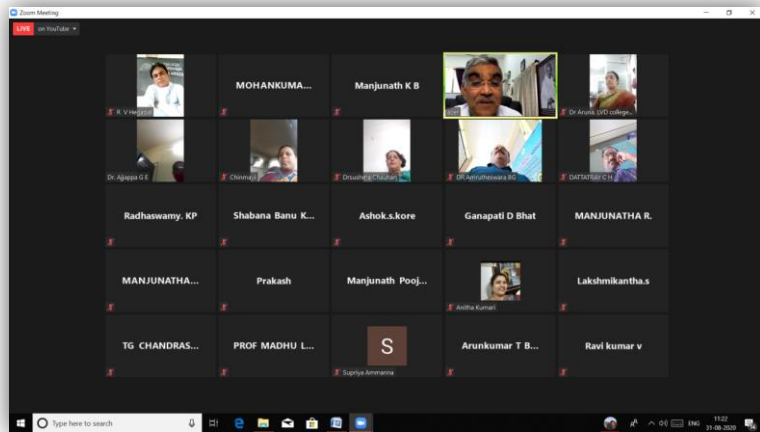 Zoom Meeting
LIVE on YouTube
R. V Hegadal
MOHANKUMA...
Manjunath K B
Dr Aruna. LVD college...
Dr. Ajjappa G E
Chinmaji
Drsushma Chauhan
DR Amrutheswara BG
DATTATRAY C H
Radhaswamy. KP
Shabana Banu K...
Ashok.s.kore
Ganapati D Bhat
MANJUNATHA R.
MANJUNATHA...
Prakash
Manjunath Pooj...
Anitha Kumari
Lakshmikantha.s
TG CHANDRAS...
PROF MADHU L...
S
Supriya Ammanna
Arunkumar T B...
Ravi kumar v
Type here to search
ENG
11:22
31-08-2020